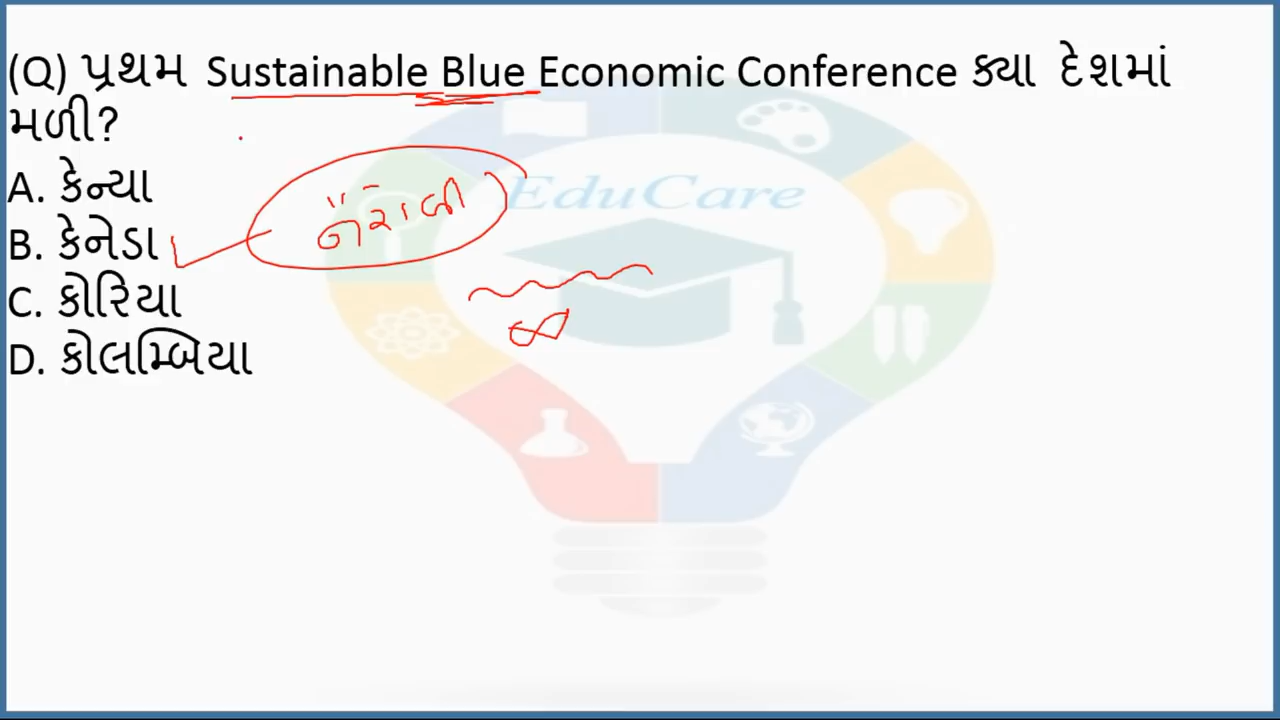 (Q) પ્રથમ Sustainable Blue Economic Conference ક્યા દેશમાં
મળી?
A. કેન્યા
B. કેનેડા
C. કોરિયા
D. કોલમ્બિયા
નૈરોબી
EduCare